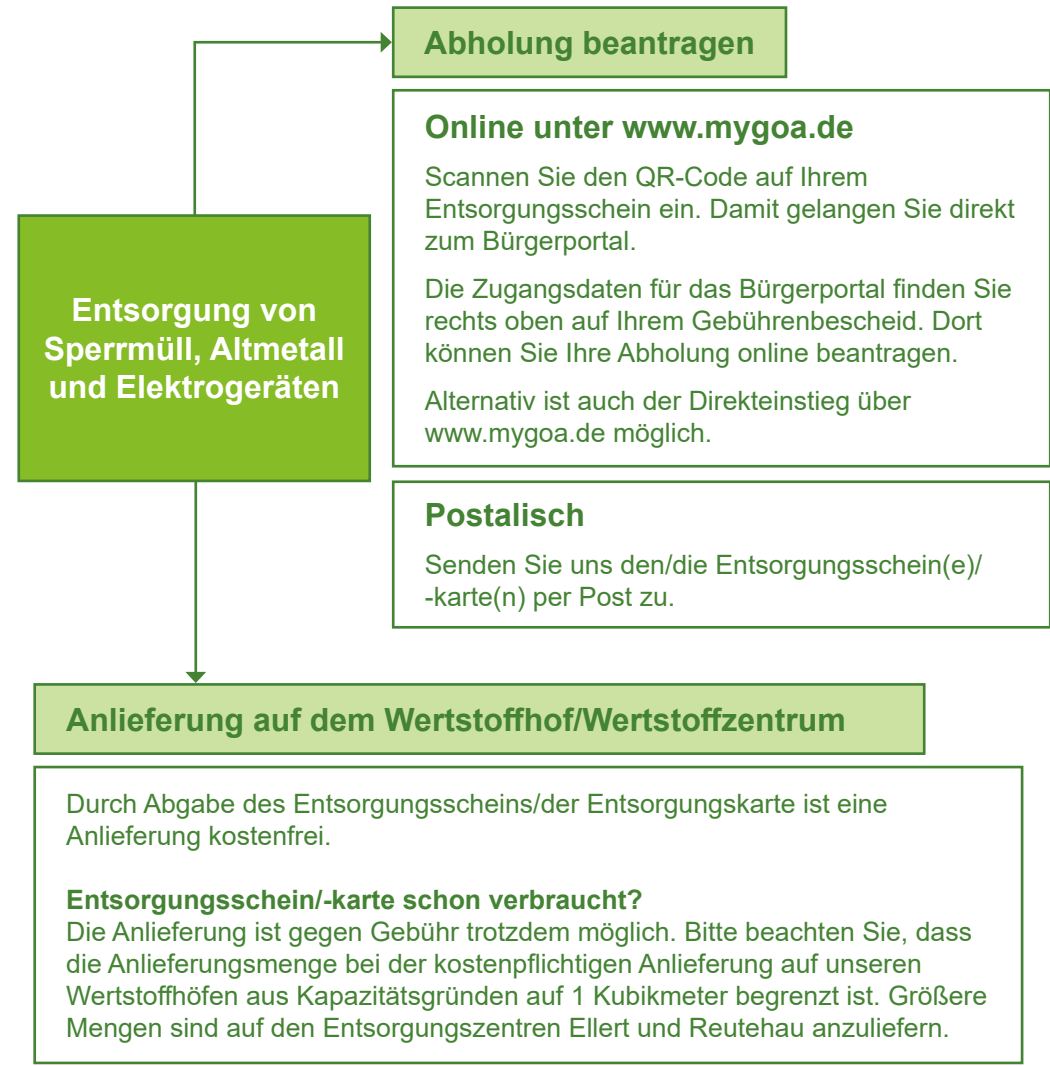 Abholung beantragen
Online unter www.mygoa.de
Scannen Sie den QR-Code auf Ihrem
Entsorgungsschein ein. Damit gelangen Sie direkt
zum Bürgerportal.
Die Zugangsdaten für das Bürgerportal finden Sie
rechts oben auf Ihrem Gebührenbescheid. Dort
können Sie Ihre Abholung online beantragen.
Alternativ ist auch der Direkteinstieg über
www.mygoa.de möglich.
Entsorgung von
Sperrmüll, Altmetall
und Elektrogeräten
Postalisch
Senden Sie uns den/die Entsorgungsschein(e)/
-karte(n) per Post zu.
Anlieferung auf dem Wertstoffhof/Wertstoffzentrum
Durch Abgabe des Entsorgungsscheins/der Entsorgungskarte ist eine
Anlieferung kostenfrei.
Entsorgungsschein/-karte schon verbraucht?
Die Anlieferung ist gegen Gebühr trotzdem möglich. Bitte beachten Sie, dass
die Anlieferungsmenge bei der kostenpflichtigen Anlieferung auf unseren
Wertstoffhöfen aus Kapazitätsgründen auf 1 Kubikmeter begrenzt ist. Größere
Mengen sind auf den Entsorgungszentren Ellert und Reutehau anzuliefern.